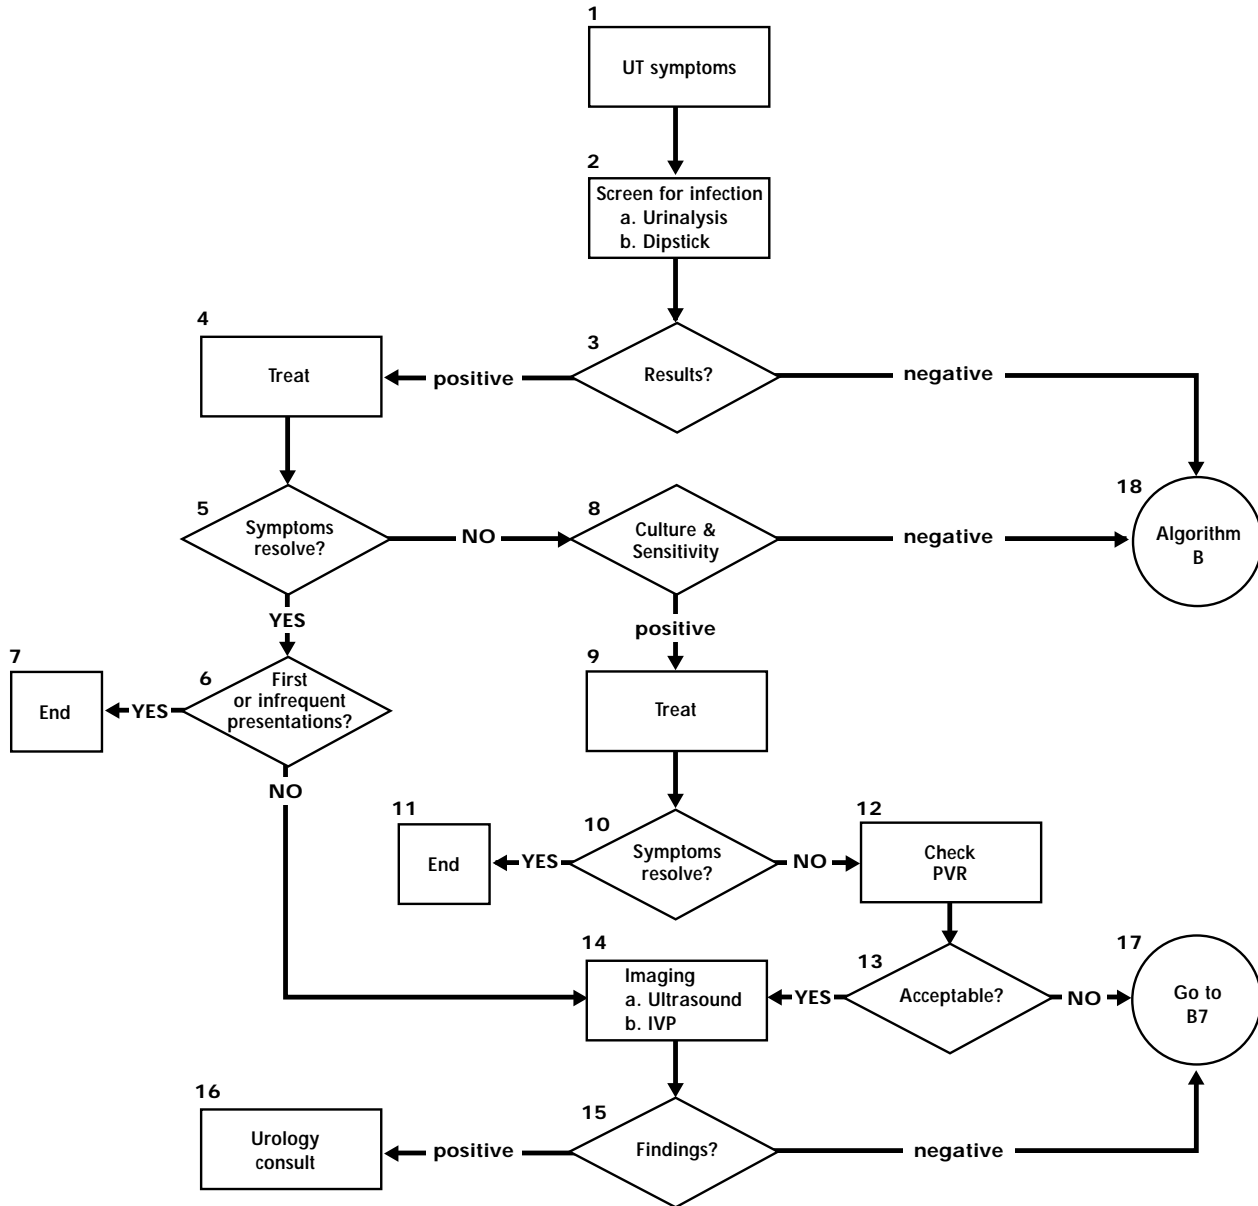 1
UT symptoms
2
Screen for infection
a. Urinalysis
b. Dipstick
4
Treat
positive
3
Results?
negative
5
Symptoms
resolve?
NO
8
Culture &
Sensitivity
negative
18
Algorithm
B
YES
positive
7
End
YES
6
First
or infrequent
presentations?
NO
9
Treat
11
End
YES
10
Symptoms
resolve?
NO
12
Check
PVR
14
Imaging
a. Ultrasound
b. IVP
YES
13
Acceptable?
NO
17
Go to
B7
16
Urology
consult
positive
15
Findings?
negative